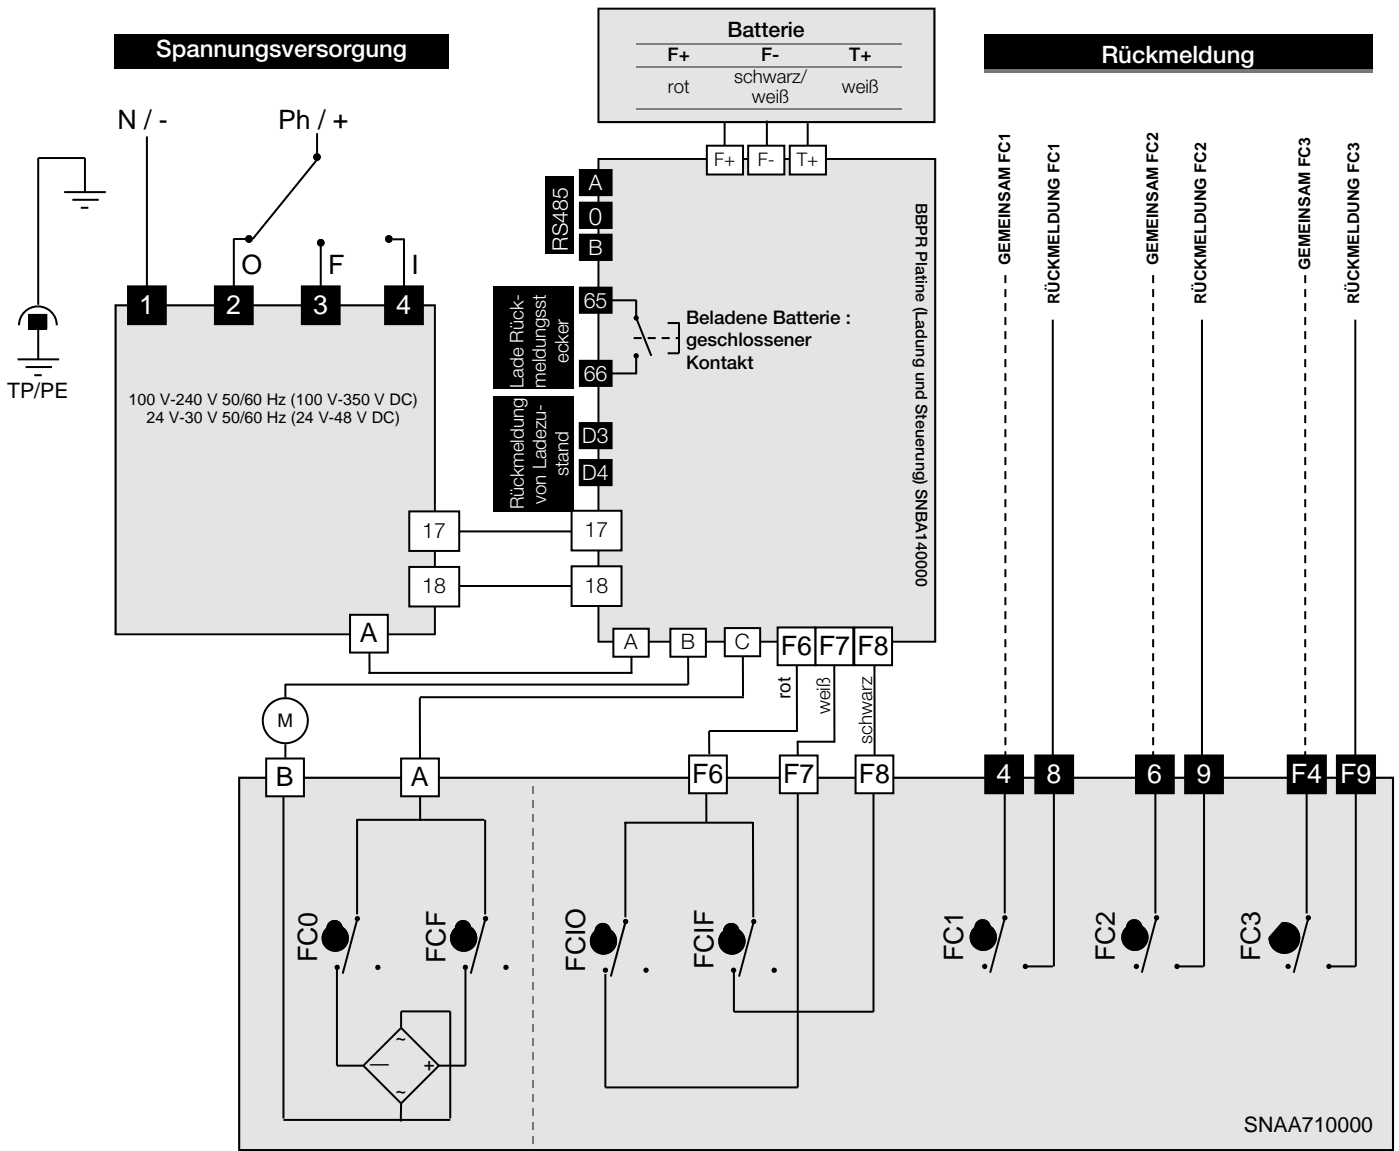 Spannungsversorgung
Batterie
F+ F- T+
rot schwarz/ weiß
weiß
Rückmeldung
N / -
Ph / +
F+ F- T+
O F I
1 2 3 4
TP/PE
100 V-240 V 50/60 Hz (100 V-350 V DC)
24 V-30 V 50/60 Hz (24 V-48 V DC)
17
18
A
RS485
A
0
B
Lade Rück-
meldungsst
ecker
65
66
Beladene Batterie :
geschlossener
Kontakt
Rückmeldung
von Ladezu-
stand
D3
D4
17
18
BBPR Platine (Ladung und Steuerung) SNBA140000
A B C F6 F7 F8
rot
weiß
schwarz
GEMEINSAM FC1
RÜCKMELDUNG FC1
GEMEINSAM FC2
RÜCKMELDUNG FC2
GEMEINSAM FC3
RÜCKMELDUNG FC3
M
B A F6 F7 F8 4 8 6 9 F4 F9
FC0
FCF
FCIO
FCIF
FC1
FC2
FC3
~
— +
~
SNAA710000